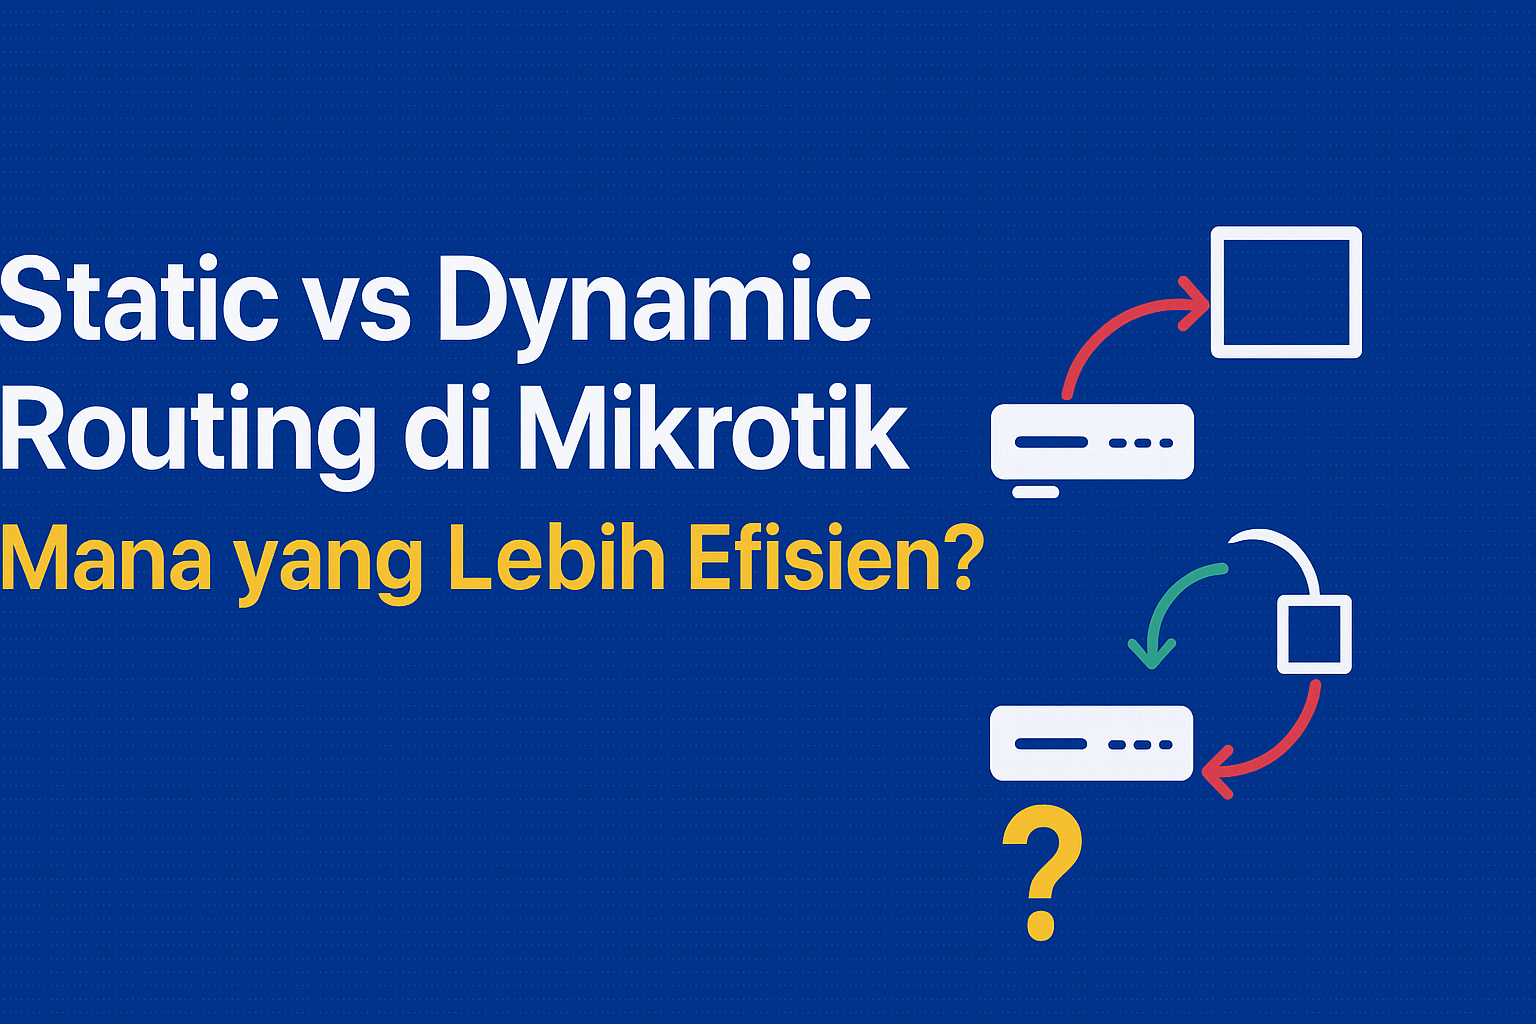 Static vs Dynamic
Routing di Mikrotik
Mana yang Lebih Efisien?
?